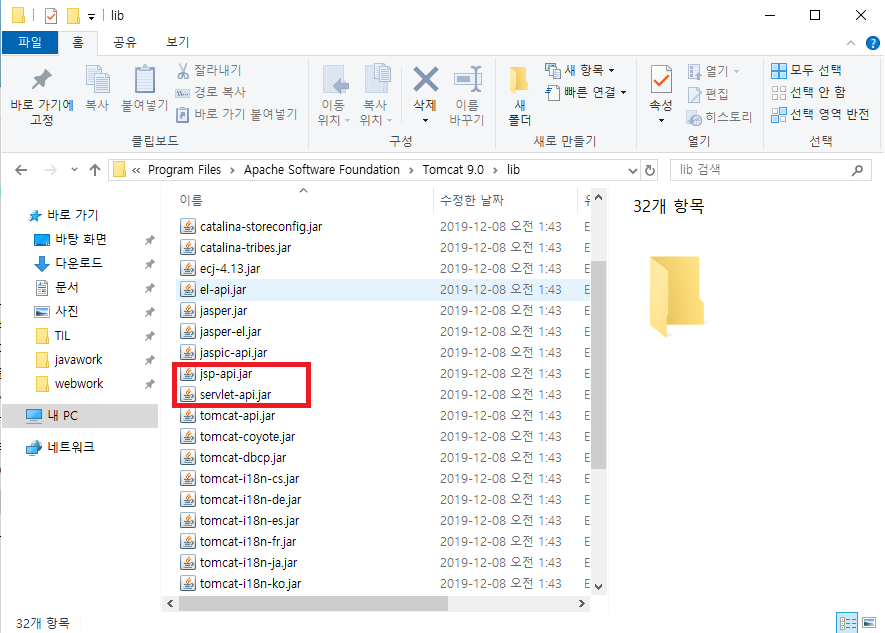 lib
파일 홈 공유 보기
바로 가기에 고정
복사
붙여넣기
잘라내기
경로 복사
바로 가기 붙여넣기
클립보드
이동 위치
복사 위치
삭제
이름 바꾸기
구성
새 폴더
새 항목
빠른 연결
새로 만들기
속성
열기
편집
히스토리
열기
모두 선택
선택 안 함
선택 영역 반전
선택
« Program Files > Apache Software Foundation > Tomcat 9.0 > lib
lib 검색
바로 가기
바탕 화면
다운로드
문서
사진
TIL
javawork
webwork
내 PC
네트워크
이름 수정한 날짜
catalina-storeconfig.jar 2019-12-08 오전 1:43 E
catalina-tribes.jar 2019-12-08 오전 1:43 E
ecj-4.13.jar 2019-12-08 오전 1:43 E
el-api.jar 2019-12-08 오전 1:43 E
jasper.jar 2019-12-08 오전 1:43 E
jasper-el.jar 2019-12-08 오전 1:43 E
jaspic-api.jar 2019-12-08 오전 1:43 E
jsp-api.jar 2019-12-08 오전 1:43 E
servlet-api.jar 2019-12-08 오전 1:43 E
tomcat-api.jar 2019-12-08 오전 1:43 E
tomcat-coyote.jar 2019-12-08 오전 1:43 E
tomcat-dbcp.jar 2019-12-08 오전 1:43 E
tomcat-i18n-cs.jar 2019-12-08 오전 1:43 E
tomcat-i18n-de.jar 2019-12-08 오전 1:43 E
tomcat-i18n-es.jar 2019-12-08 오전 1:43 E
tomcat-i18n-fr.jar 2019-12-08 오전 1:43 E
tomcat-i18n-ja.jar 2019-12-08 오전 1:43 E
tomcat-i18n-ko.jar 2019-12-08 오전 1:43 E
32개 항목
32개 항목